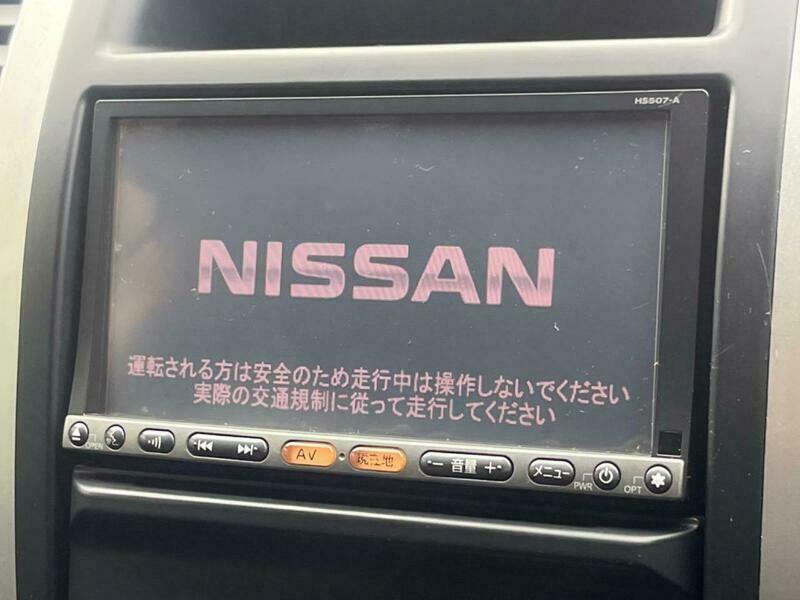 HS507-A
NISSAN
運転される方は安全のため走行中は操作しないでください
実際の交通規制に従って走行してください
OPEN
AV
現在地
− 音量 +
メニュー
PWR
OPT